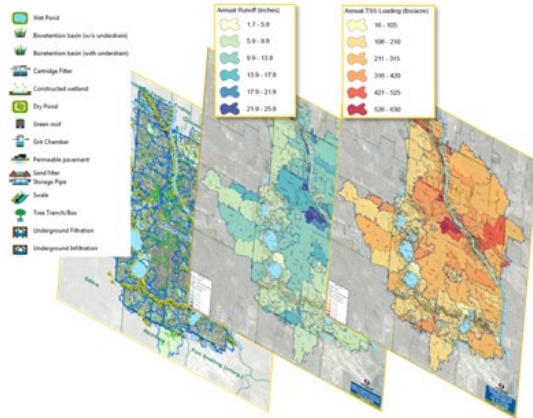 Wet Pond
Bioretention basin (w/o underdrain)
Bioretention basin (with underdrain)
Cartridge Filter
Constructed wetland
Dry Pond
Green roof
Grit Chamber
Permeable pavement
Sand filter
Storage Pipe
Swale
Tree Trench/Box
Underground Filtration
Underground Infiltration
Annual Runoff (inches)
1.7 - 5.8
5.9 - 9.8
9.9 - 13.8
13.9 - 17.8
17.9 - 21.8
21.9 - 25.8
Annual TSS Loading (lbs/acre)
16 - 105
106 - 210
211 - 315
316 - 420
421 - 525
526 - 630